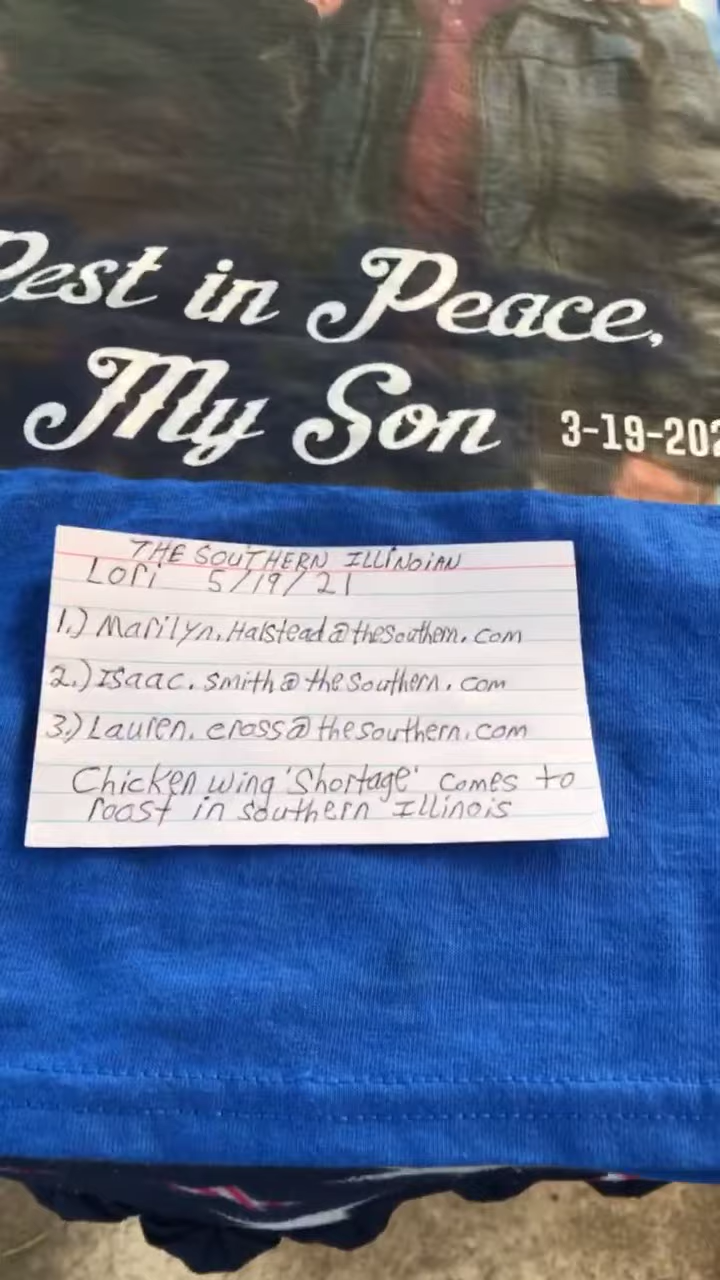 Rest in Peace,
My Son 3-19-202
THE SOUTHERN ILLINOIAN
Lori 5/19/21
1.) Marilyn.Halstead@thesouthern.com
2.) Isaac.smith@thesouthern.com
3.) Lauren.cross@thesouthern.com
Chicken wing 'Shortage' comes to
roast in southern Illinois